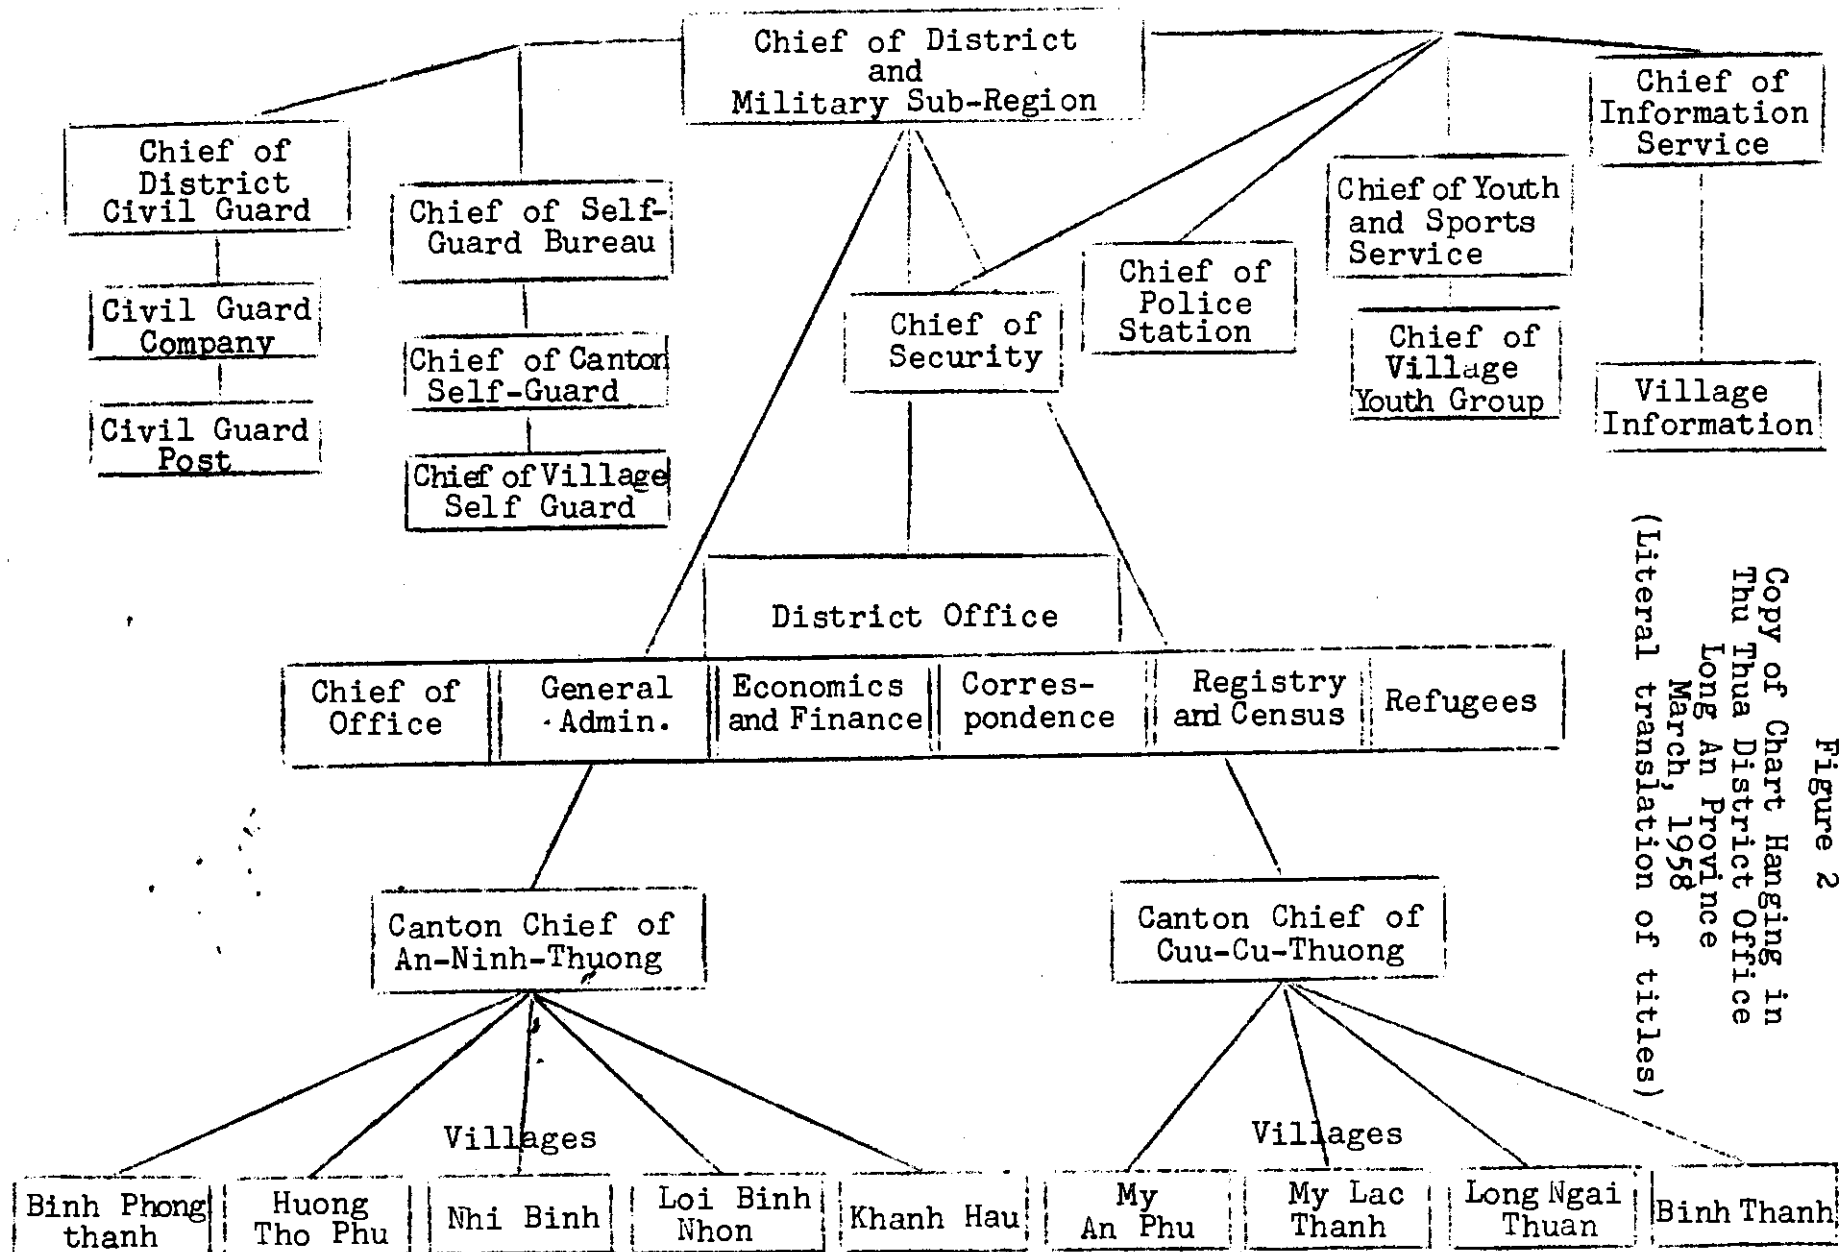 Chief of District
and
Military Sub-Region
Chief of
District
Civil Guard
Civil Guard
Company
Civil Guard
Post
Chief of Self-
Guard Bureau
Chief of Canton
Self-Guard
Chief of Village
Self Guard
Chief of
Security
Chief of
Police
Station
Chief of Youth
and Sports
Service
Chief of
Village
Youth Group
Chief of
Information
Service
Village
Information
District Office
Chief of
Office
General
Admin.
Economics
and Finance
Corres-
pondence
Registry
and Census
Refugees
Canton Chief of
An-Ninh-Thuong
Canton Chief of
Cuu-Cu-Thuong
Villages
Binh Phong
thanh
Huong
Tho Phu
Nhi Binh
Loi Binh
Nhon
Khanh Hau
Villages
My
An Phu
My Lac
Thanh
Long Ngai
Thuan
Binh Thanh
Figure 2
Copy of Chart Hanging in
Thu Thua District Office
Long An Province
March, 1958
(Literal translation of titles)